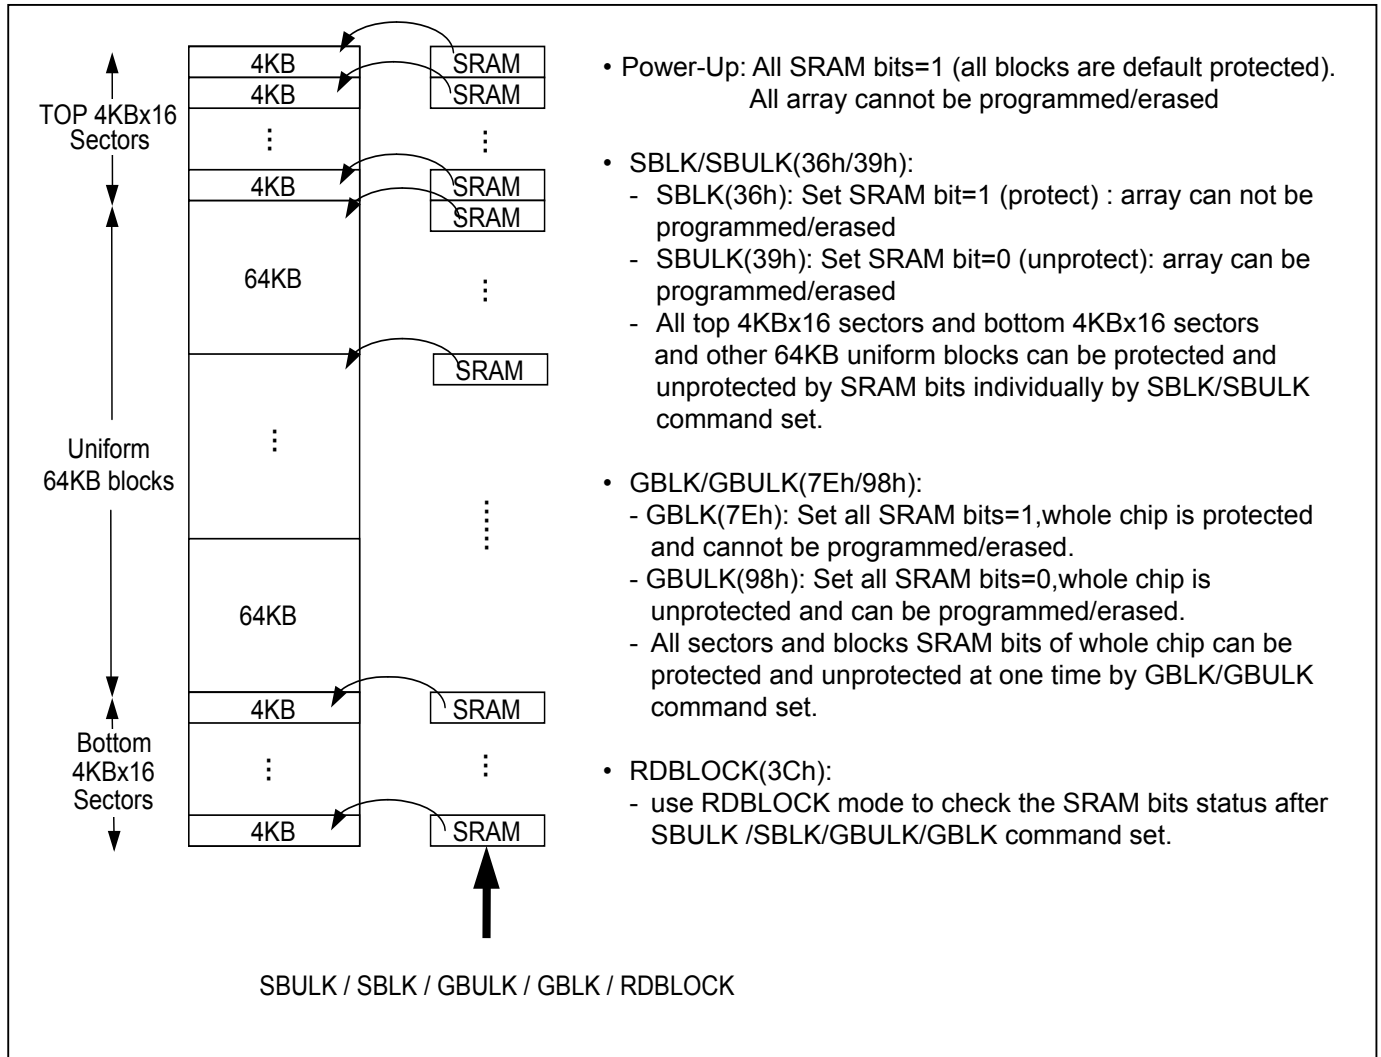 4KB
SRAM
4KB
SRAM
TOP 4KBx16
Sectors
⋮
⋮
4KB
SRAM
SRAM
64KB
⋮
SRAM
⋮
Uniform
64KB blocks
64KB
4KB
SRAM
Bottom
4KBx16
Sectors
⋮
⋮
4KB
SRAM
SBULK / SBLK / GBULK / GBLK / RDBLOCK
• Power-Up: All SRAM bits=1 (all blocks are default protected).
All array cannot be programmed/erased
• SBLK/SBULK(36h/39h):
- SBLK(36h): Set SRAM bit=1 (protect) : array can not be
programmed/erased
- SBULK(39h): Set SRAM bit=0 (unprotect): array can be
programmed/erased
- All top 4KBx16 sectors and bottom 4KBx16 sectors
and other 64KB uniform blocks can be protected and
unprotected by SRAM bits individually by SBLK/SBULK
command set.
• GBLK/GBULK(7Eh/98h):
- GBLK(7Eh): Set all SRAM bits=1,whole chip is protected
and cannot be programmed/erased.
- GBULK(98h): Set all SRAM bits=0,whole chip is
unprotected and can be programmed/erased.
- All sectors and blocks SRAM bits of whole chip can be
protected and unprotected at one time by GBLK/GBULK
command set.
• RDBLOCK(3Ch):
- use RDBLOCK mode to check the SRAM bits status after
SBULK /SBLK/GBULK/GBLK command set.